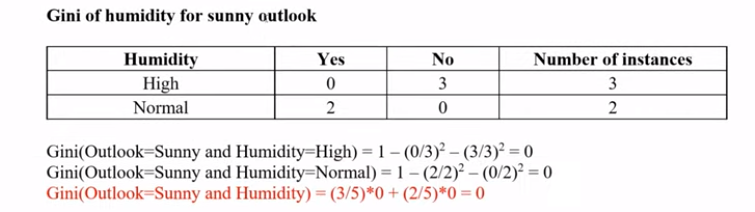 Gini of humidity for sunny outlook
Humidity Yes No Number of instances
High 0 3 3
Normal 2 0 2
Gini(Outlook=Sunny and Humidity=High) = 1 – (0/3)² – (3/3)² = 0
Gini(Outlook=Sunny and Humidity=Normal) = 1 – (2/2)² – (0/2)² = 0
Gini(Outlook=Sunny and Humidity) = (3/5)*0 + (2/5)*0 = 0